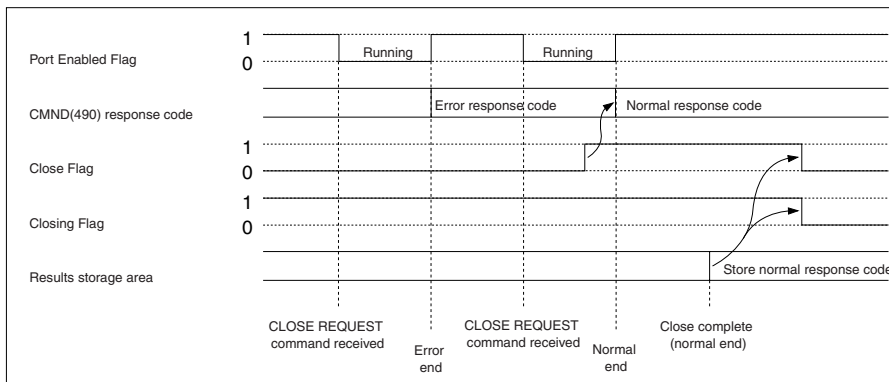 1
Port Enabled Flag
0
Running
Running
CMND(490) response code
Error response code
Normal response code
1
Close Flag
0
1
Closing Flag
0
Results storage area
Store normal response code
CLOSE REQUEST
command received
Error
end
CLOSE REQUEST
command received
Normal
end
Close complete
(normal end)